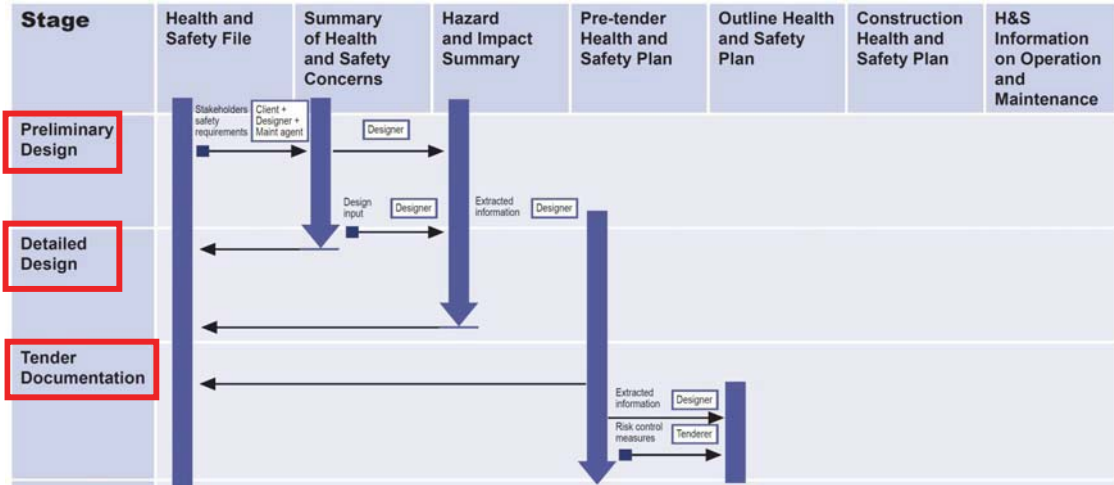 Stage
Health and
Safety File
Summary
of Health
and Safety
Concerns
Hazard
and Impact
Summary
Pre-tender
Health and
Safety Plan
Outline Health
and Safety
Plan
Construction
Health and
Safety Plan
H&S
Information
on Operation
and
Maintenance
Preliminary
Design
Stakeholders
safety
requirements
Client +
Designer +
Maint agent
Designer
Design
input
Designer
Extracted
information
Designer
Detailed
Design
Tender
Documentation
Extracted
information
Designer
Risk control
measures
Tenderer